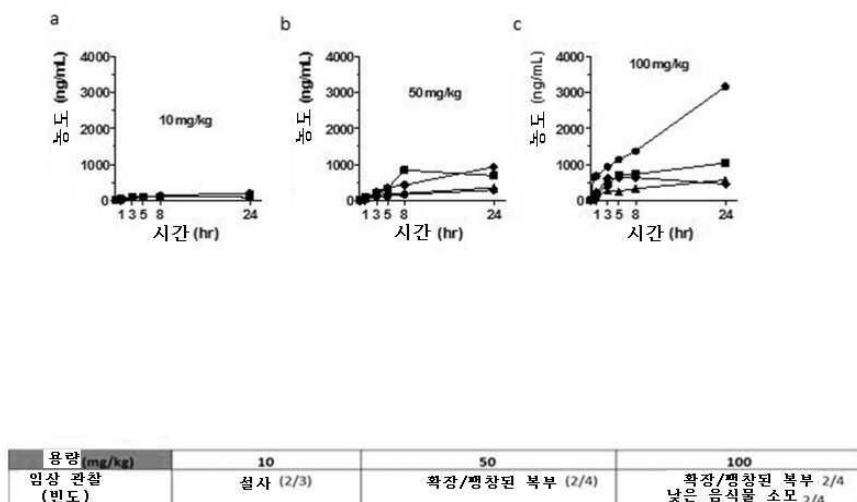 a
b
c
4000
3000
2000
1000
0
농도 (ng/mL)
10 mg/kg
1 3 5 8 24
시간 (hr)
4000
3000
2000
1000
0
농도 (ng/mL)
50 mg/kg
1 3 5 8 24
시간 (hr)
4000
3000
2000
1000
0
농도 (ng/mL)
100 mg/kg
1 3 5 8 24
시간 (hr)
용량(mg/kg) 10 50 100
임상 관찰 (빈도) 설사 (2/3) 확장/팽창된 복부 (2/4) 확장/팽창된 복부 2/4
낮은 음식물 소모 2/4